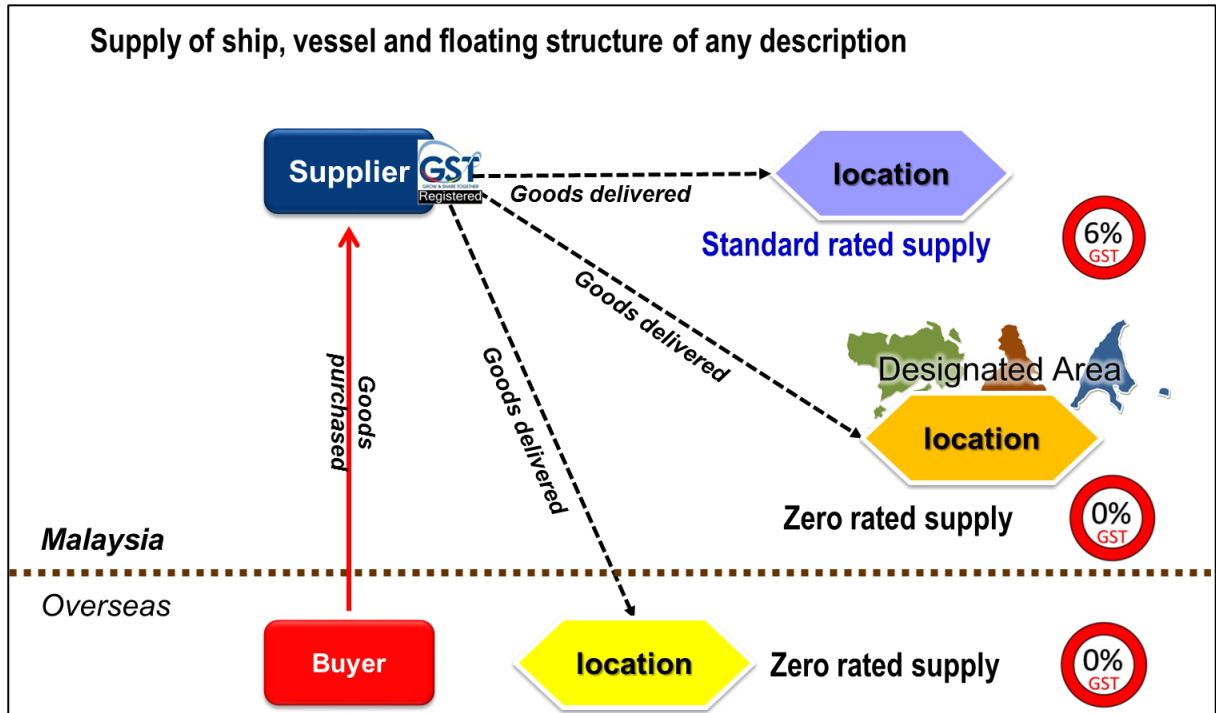 Supply of ship, vessel and floating structure of any description
Supplier
GST
GROW & SHARE TOGETHER
Registered
Goods delivered
location
Standard rated supply
6%
GST
Goods delivered
Goods delivered
Goods
purchased
Designated Area
location
Zero rated supply
0%
GST
Malaysia
Overseas
Buyer
location
Zero rated supply
0%
GST